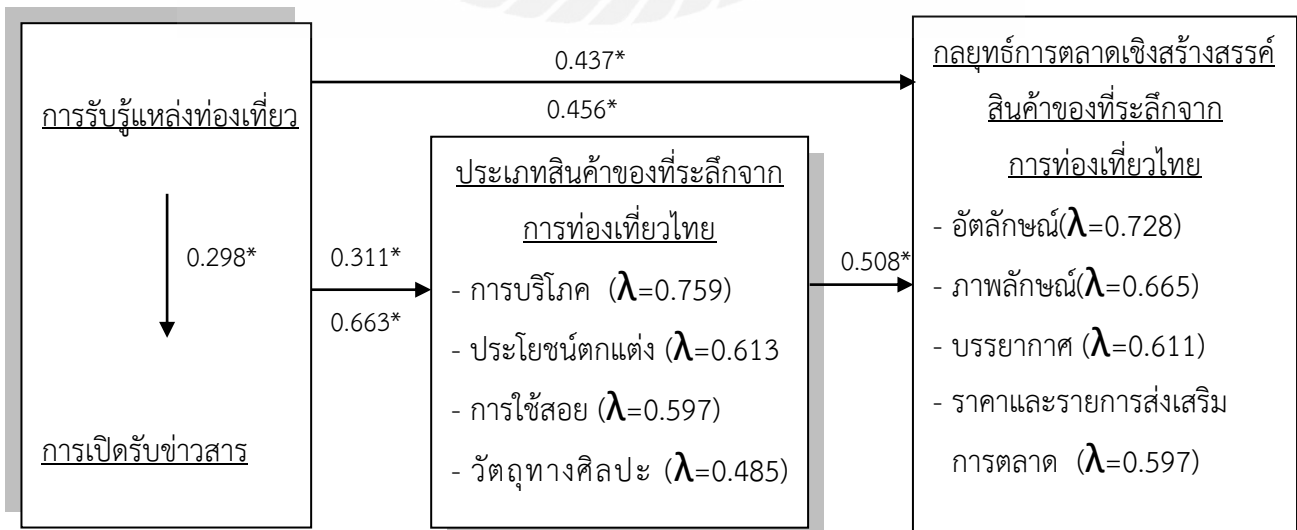 การรับรู้แหล่งท่องเที่ยว
0.298*
การเปิดรับข่าวสาร
0.437*
0.456*
0.311*
0.663*
ประเภทสินค้าของที่ระลึกจาก
การท่องเที่ยวไทย
- การบริโภค (λ=0.759)
- ประโยชน์ตกแต่ง (λ=0.613
- การใช้สอย (λ=0.597)
- วัตถุทางศิลปะ (λ=0.485)
0.508*
กลยุทธ์การตลาดเชิงสร้างสรรค์
สินค้าของที่ระลึกจาก
การท่องเที่ยวไทย
- อัตลักษณ์(λ=0.728)
- ภาพลักษณ์(λ=0.665)
- บรรยากาศ (λ=0.611)
- ราคาและรายการส่งเสริม
การตลาด (λ=0.597)